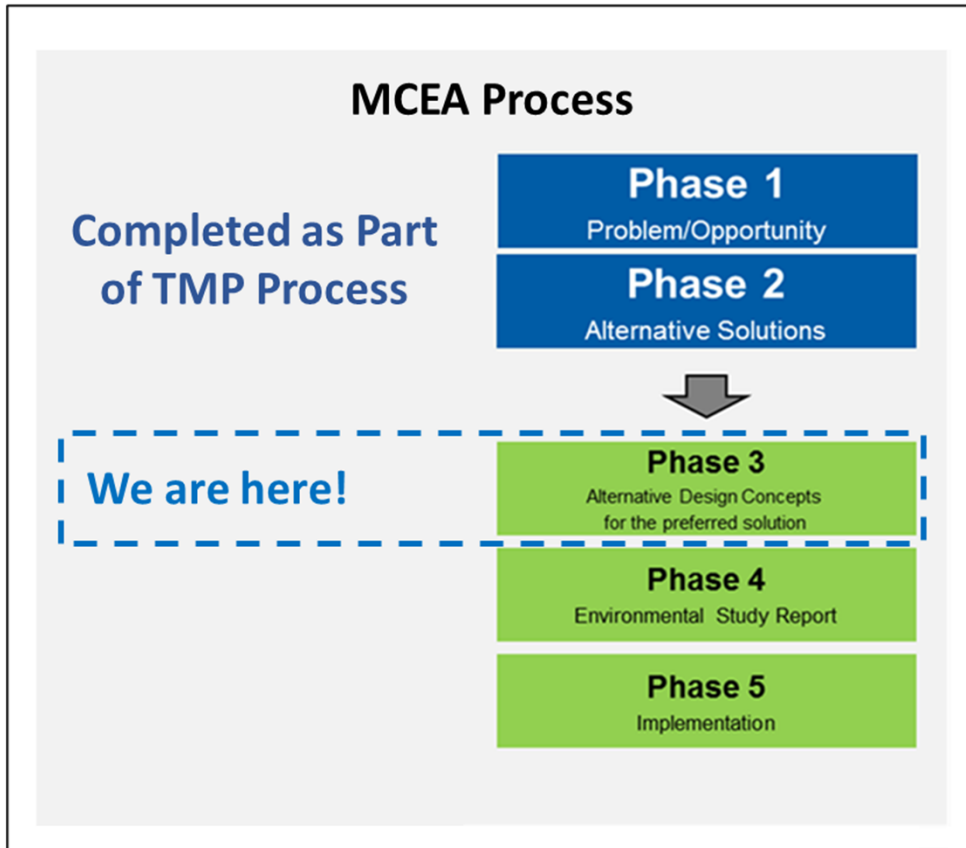 MCEA Process
Completed as Part
of TMP Process
Phase 1
Problem/Opportunity
Phase 2
Alternative Solutions
We are here!
Phase 3
Alternative Design Concepts
for the preferred solution
Phase 4
Environmental Study Report
Phase 5
Implementation